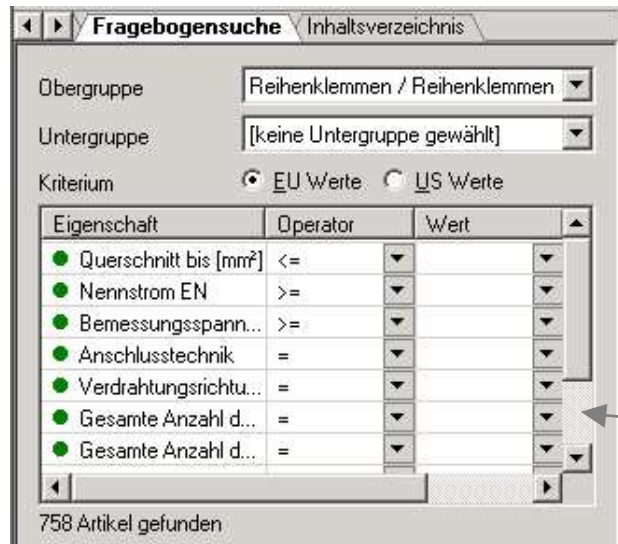 Fragebogensuche Inhaltsverzeichnis
Obergruppe Reihenklemmen / Reihenklemmen
Untergruppe [keine Untergruppe gewählt]
Kriterium EU Werte US Werte
Eigenschaft Operator Wert
Querschnitt bis [mm²] <=
Nennstrom EN >=
Bemessungsspann... >=
Anschlusstechnik =
Verdrahtungsrichtu... =
Gesamte Anzahl d... =
Gesamte Anzahl d... =
758 Artikel gefunden